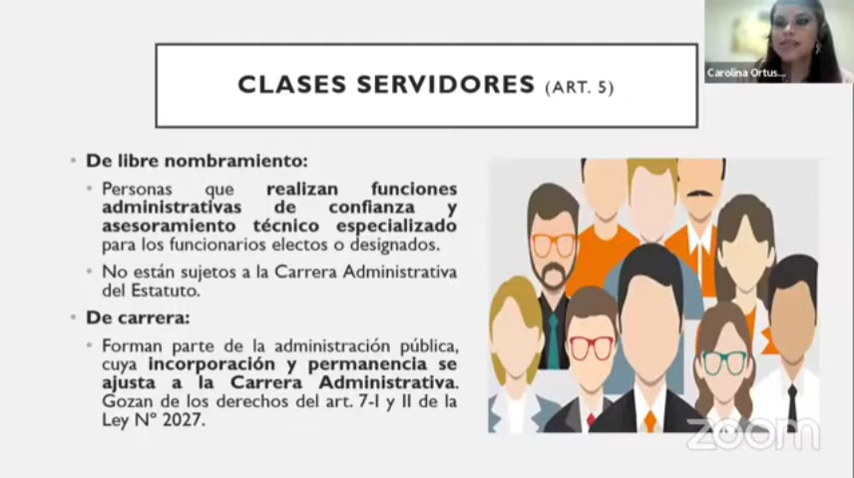 Carolina Ortus...
CLASES SERVIDORES (ART. 5)
• De libre nombramiento:
• Personas que realizan funciones
administrativas de confianza y
asesoramiento técnico especializado
para los funcionarios electos o designados.
• No están sujetos a la Carrera Administrativa
del Estatuto.
• De carrera:
• Forman parte de la administración pública,
cuya incorporación y permanencia se
ajusta a la Carrera Administrativa.
Gozan de los derechos del art. 7-I y II de la
Ley Nº 2027.
zoom